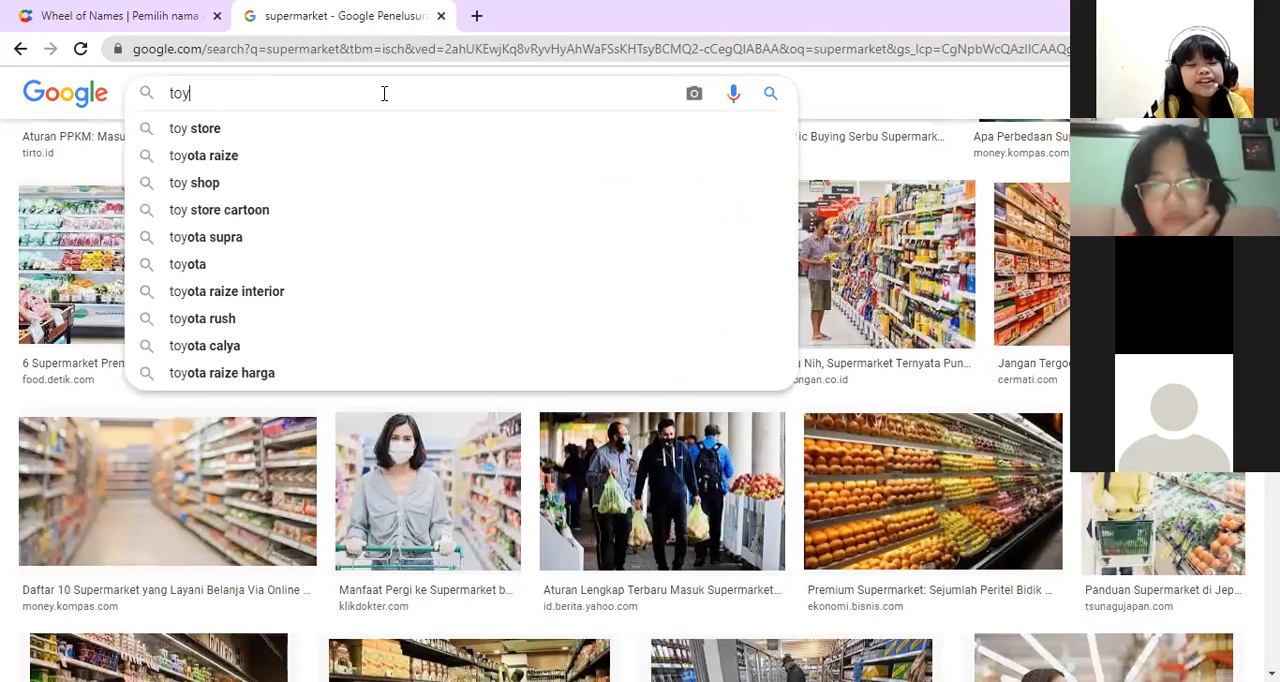 Wheel of Names | Pemilih nama
supermarket - Google Penelusur
google.com/search?q=supermarket&tbm=isch&ved=2ahUKEwjKq8vRyvHyAhWaFSsKHTsyBCMQ2-cCegQIABAA&oq=supermarket&gs_lcp=CgNpbWcQAzIICAAQg
Google
toy
toy store
toyota raize
toy shop
toy store cartoon
toyota supra
toyota
toyota raize interior
toyota rush
toyota calya
toyota raize harga
Aturan PPKM: Masu
tirto.id
ic Buying Serbu Supermark...
Apa Perbedaan Su
money.kompas.com
6 Supermarket Prem
food.detik.com
u Nih, Supermarket Ternyata Pun...
ongan.co.id
Jangan Tergo
cermati.com
Daftar 10 Supermarket yang Layani Belanja Via Online ...
money.kompas.com
Manfaat Pergi ke Supermarket b...
klikdokter.com
Aturan Lengkap Terbaru Masuk Supermarket...
id.berita.yahoo.com
Premium Supermarket: Sejumlah Peritel Bidik ...
ekonomi.bisnis.com
Panduan Supermarket di Jep...
tsunagujapan.com